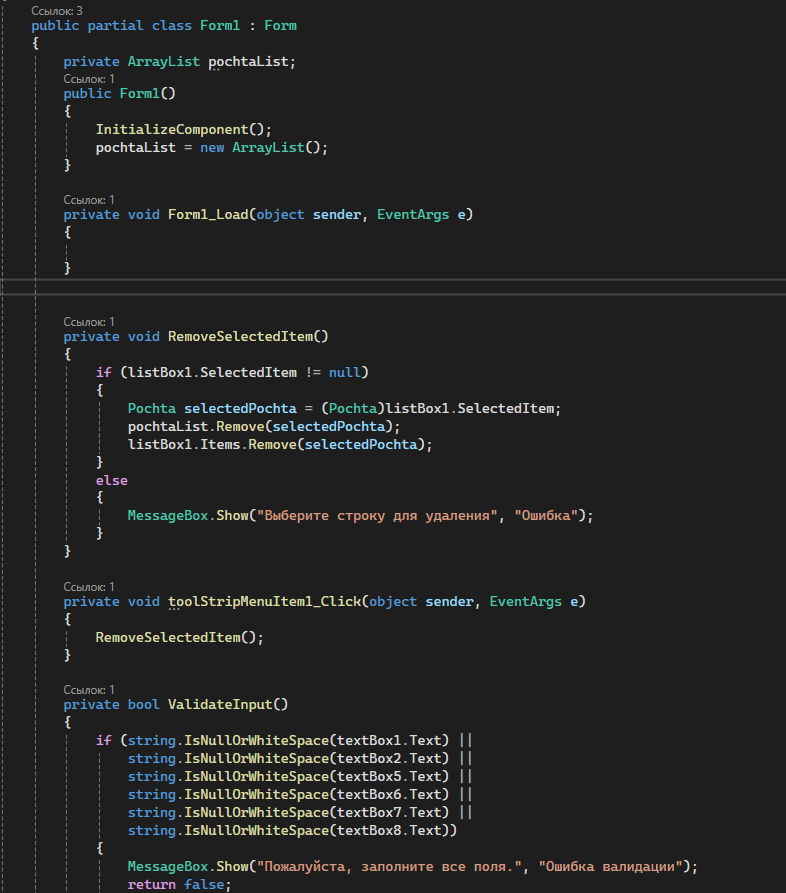 Ссылок: 3
public partial class Form1 : Form
{
private ArrayList pochtaList;
Ссылок: 1
public Form1()
{
InitializeComponent();
pochtaList = new ArrayList();
}
Ссылок: 1
private void Form1_Load(object sender, EventArgs e)
{
}
Ссылок: 1
private void RemoveSelectedItem()
{
if (listBox1.SelectedItem != null)
{
Pochta selectedPochta = (Pochta)listBox1.SelectedItem;
pochtaList.Remove(selectedPochta);
listBox1.Items.Remove(selectedPochta);
}
else
{
MessageBox.Show("Выберите строку для удаления", "Ошибка");
}
}
Ссылок: 1
private void toolStripMenuItem1_Click(object sender, EventArgs e)
{
RemoveSelectedItem();
}
Ссылок: 1
private bool ValidateInput()
{
if (string.IsNullOrWhiteSpace(textBox1.Text) ||
string.IsNullOrWhiteSpace(textBox2.Text) ||
string.IsNullOrWhiteSpace(textBox5.Text) ||
string.IsNullOrWhiteSpace(textBox6.Text) ||
string.IsNullOrWhiteSpace(textBox7.Text) ||
string.IsNullOrWhiteSpace(textBox8.Text))
{
MessageBox.Show("Пожалуйста, заполните все поля.", "Ошибка валидации");
return false;